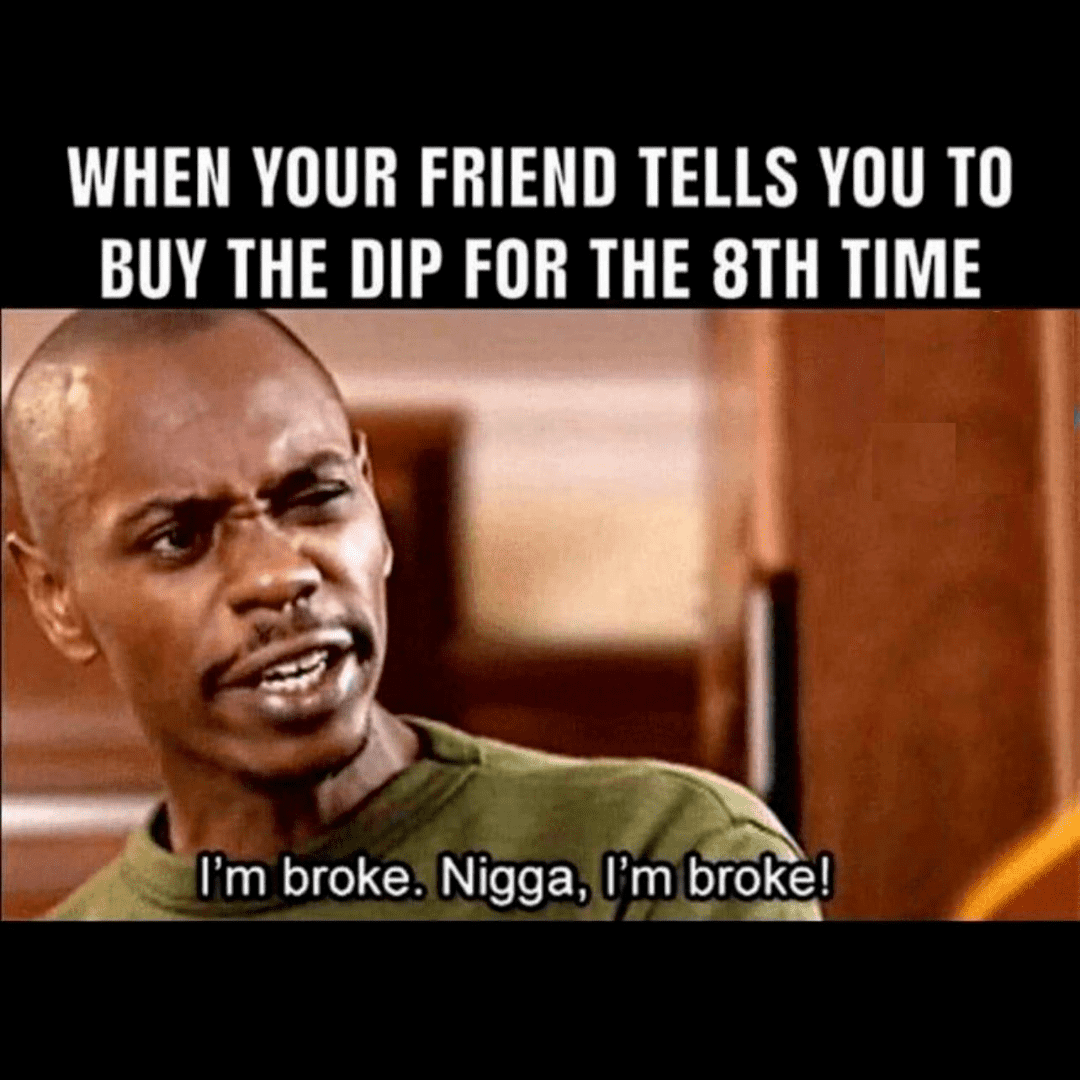 WHEN YOUR FRIEND TELLS YOU TO
BUY THE DIP FOR THE 8TH TIME
I'm broke. Nigga, I'm broke!